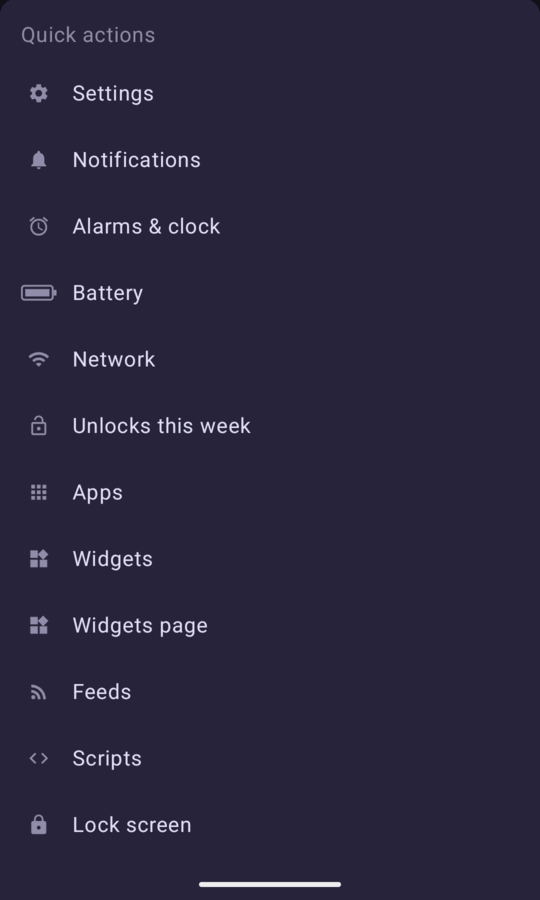 Quick actions
Settings
Notifications
Alarms & clock
Battery
Network
Unlocks this week
Apps
Widgets
Widgets page
Feeds
Scripts
Lock screen